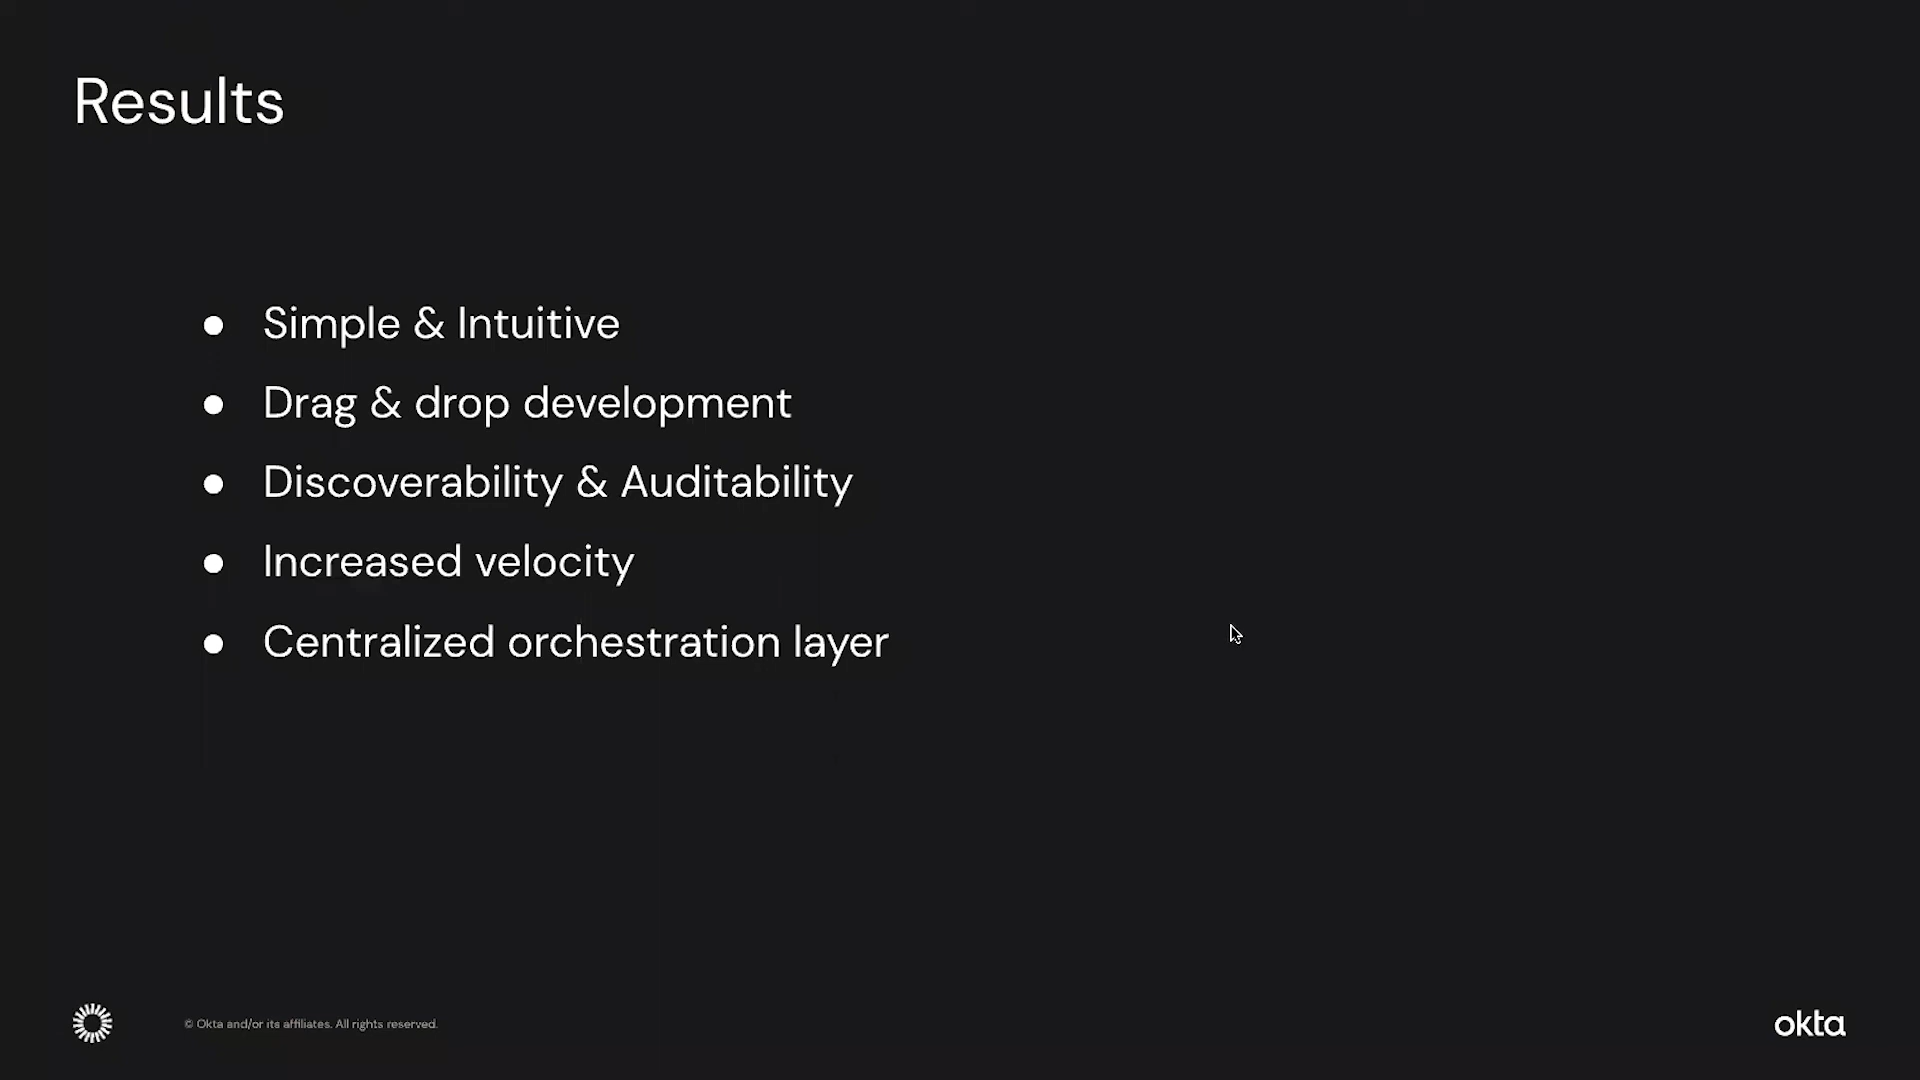 Results
● Simple & Intuitive
● Drag & drop development
● Discoverability & Auditability
● Increased velocity
● Centralized orchestration layer
© Okta and/or its affiliates. All rights reserved.
okta